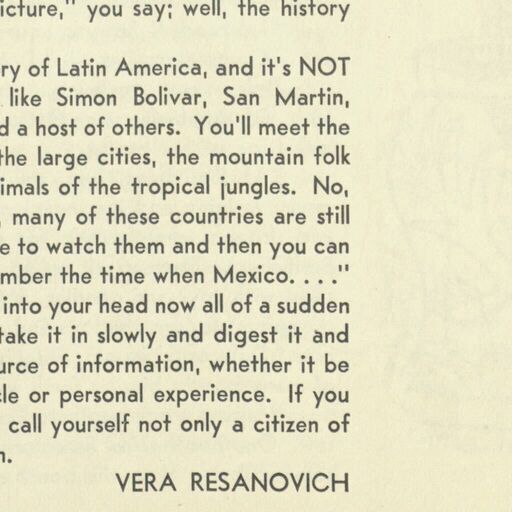 icture," you say; well, the history
ry of Latin America, and it's NOT
like Simon Bolivar, San Martin,
d a host of others. You'll meet the
the large cities, the mountain folk
imals of the tropical jungles. No,
, many of these countries are still
e to watch them and then you can
mber the time when Mexico. . . ."
into your head now all of a sudden
take it in slowly and digest it and
urce of information, whether it be
cle or personal experience. If you
call yourself not only a citizen of
n.
VERA RESANOVICH